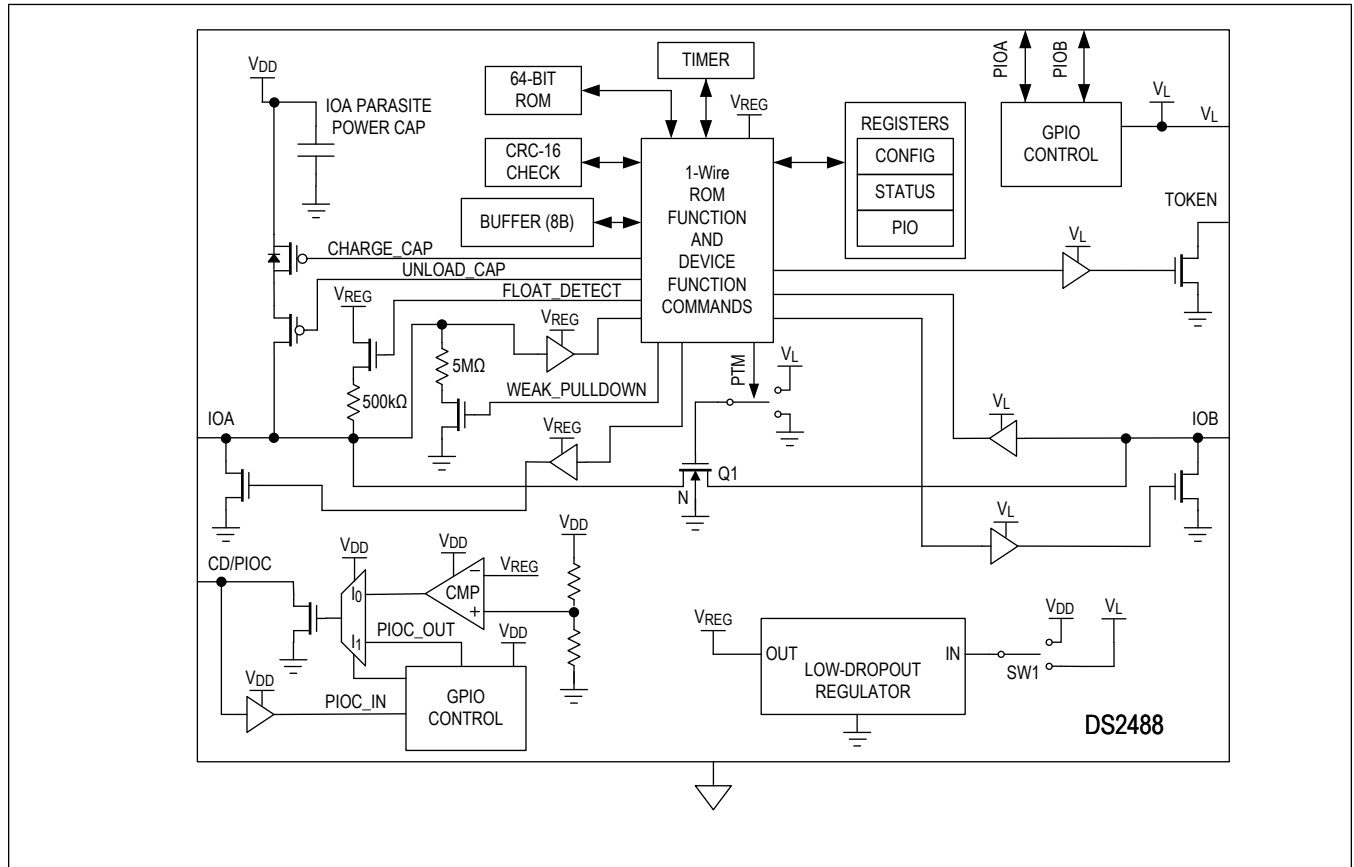 VDD
IOA PARASITE
POWER CAP
64-BIT
ROM
TIMER
CRC-16
CHECK
BUFFER (8B)
VREG
1-Wire
ROM
FUNCTION
AND
DEVICE
FUNCTION
COMMANDS
REGISTERS
CONFIG
STATUS
PIO
PIOA
PIOB
GPIO
CONTROL
VL
VL
TOKEN
VL
CHARGE_CAP
UNLOAD_CAP
FLOAT_DETECT
VREG
VREG
5MΩ
500kΩ
WEAK_PULLDOWN
PTM
VL
IOA
VREG
VL
IOB
Q1
N
VL
CD/PIOC
VDD
I0
I1
VDD
CMP
−
+
VREG
VDD
PIOC_OUT
VDD
GPIO
CONTROL
VDD
PIOC_IN
VREG
OUT
LOW-DROPOUT
REGULATOR
IN
SW1
VDD
VL
DS2488